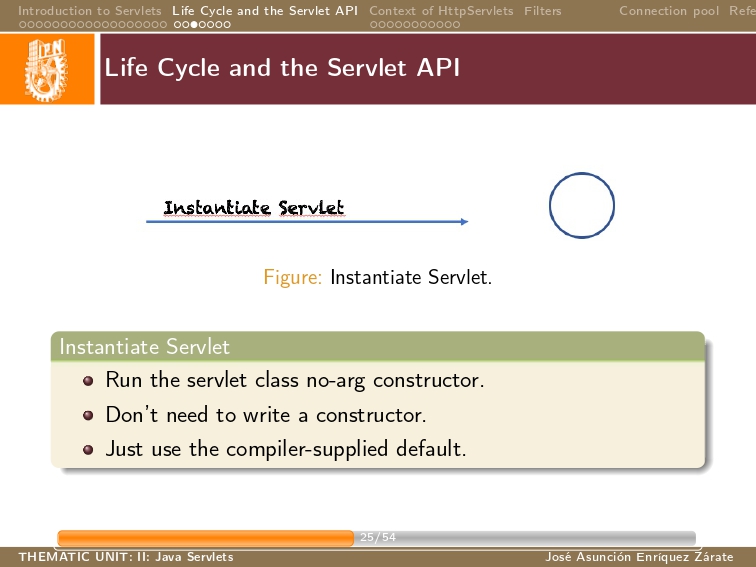 Introduction to Servlets Life Cycle and the Servlet API Context of HttpServlets Filters Connection pool Refe
IPN
Life Cycle and the Servlet API
Instantiate Servlet
Figure: Instantiate Servlet.
Instantiate Servlet
Run the servlet class no-arg constructor.
Don't need to write a constructor.
Just use the compiler-supplied default.
25/54
THEMATIC UNIT: II: Java Servlets José Asunción Enríquez Zárate